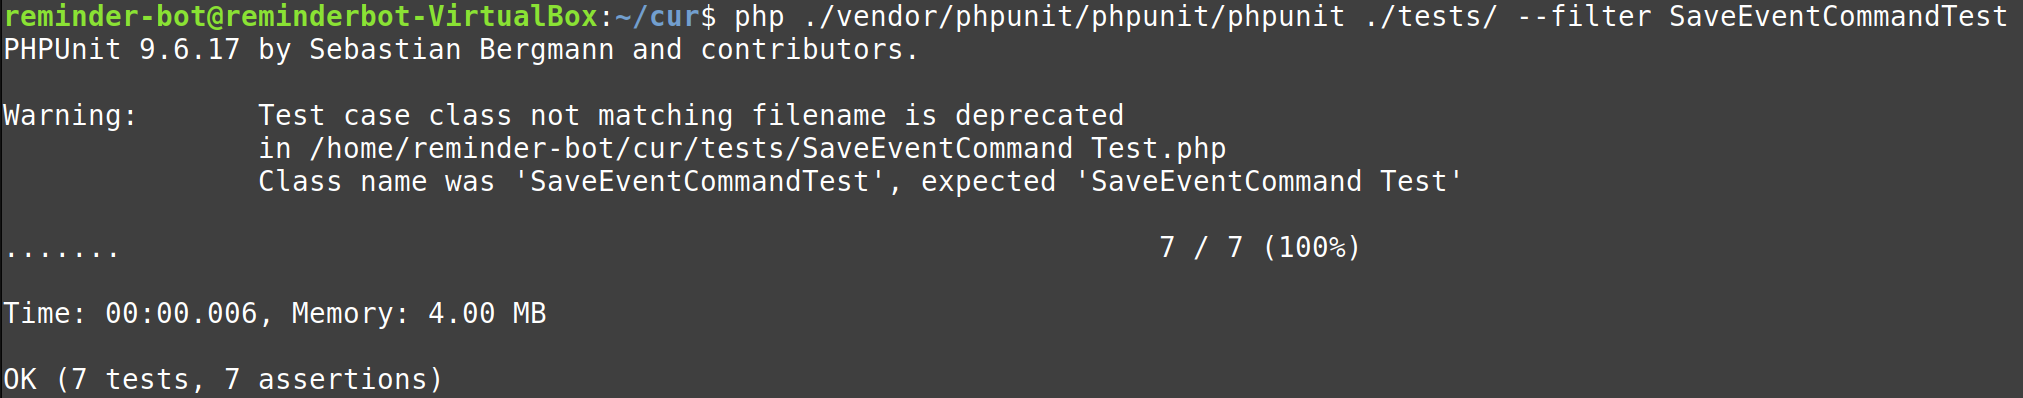 reminder-bot@reminderbot-VirtualBox:~/cur$ php ./vendor/phpunit/phpunit/phpunit ./tests/ --filter SaveEventCommandTest
PHPUnit 9.6.17 by Sebastian Bergmann and contributors.
Warning:       Test case class not matching filename is deprecated
               in /home/reminder-bot/cur/tests/SaveEventCommand Test.php
               Class name was 'SaveEventCommandTest', expected 'SaveEventCommand Test'
.......                                                             7 / 7 (100%)
Time: 00:00.006, Memory: 4.00 MB
OK (7 tests, 7 assertions)